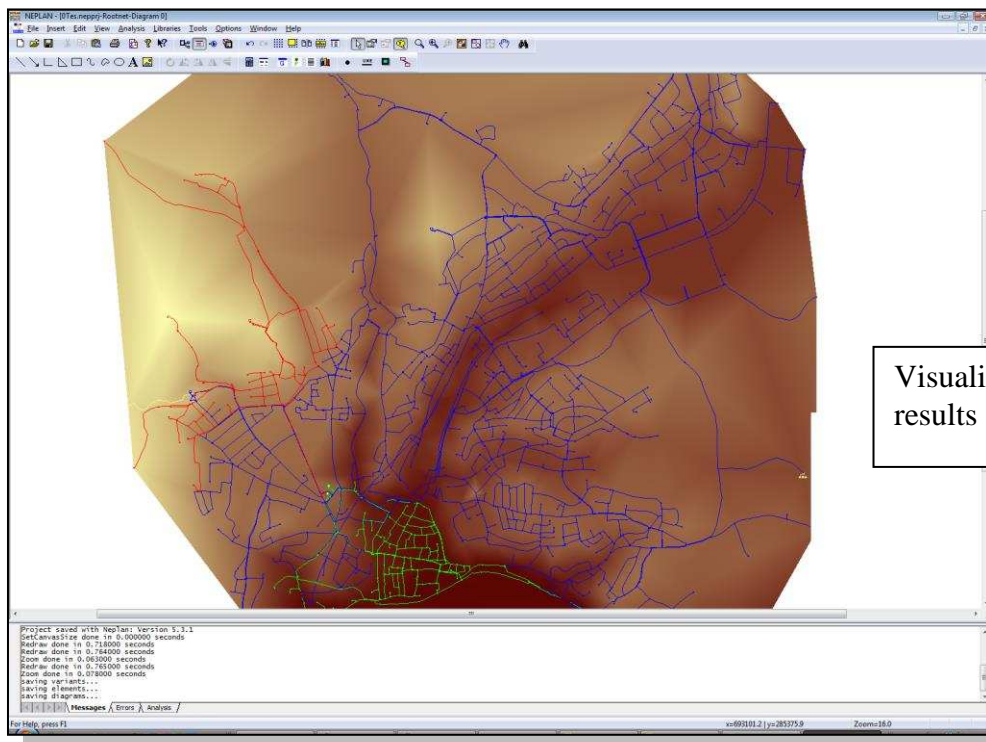 NEPLAN - [0Tes.nepprj-Rootnet-Diagram 0]
File Insert Edit View Analysis Libraries Tools Options Window Help
Visuali
results
Project saved with Neplan: Version 5.3.1
SetCanvasSize done in 0.000000 seconds
Redraw done in 0.718000 seconds
Redraw done in 0.764000 seconds
Zoom done in 0.063000 seconds
Redraw done in 0.765000 seconds
Zoom done in 0.078000 seconds
saving variants...
saving elements...
saving diagrams...
Messages Errors Analysis
For Help, press F1 x=693101.2 | y=285375.9 Zoom=16.0